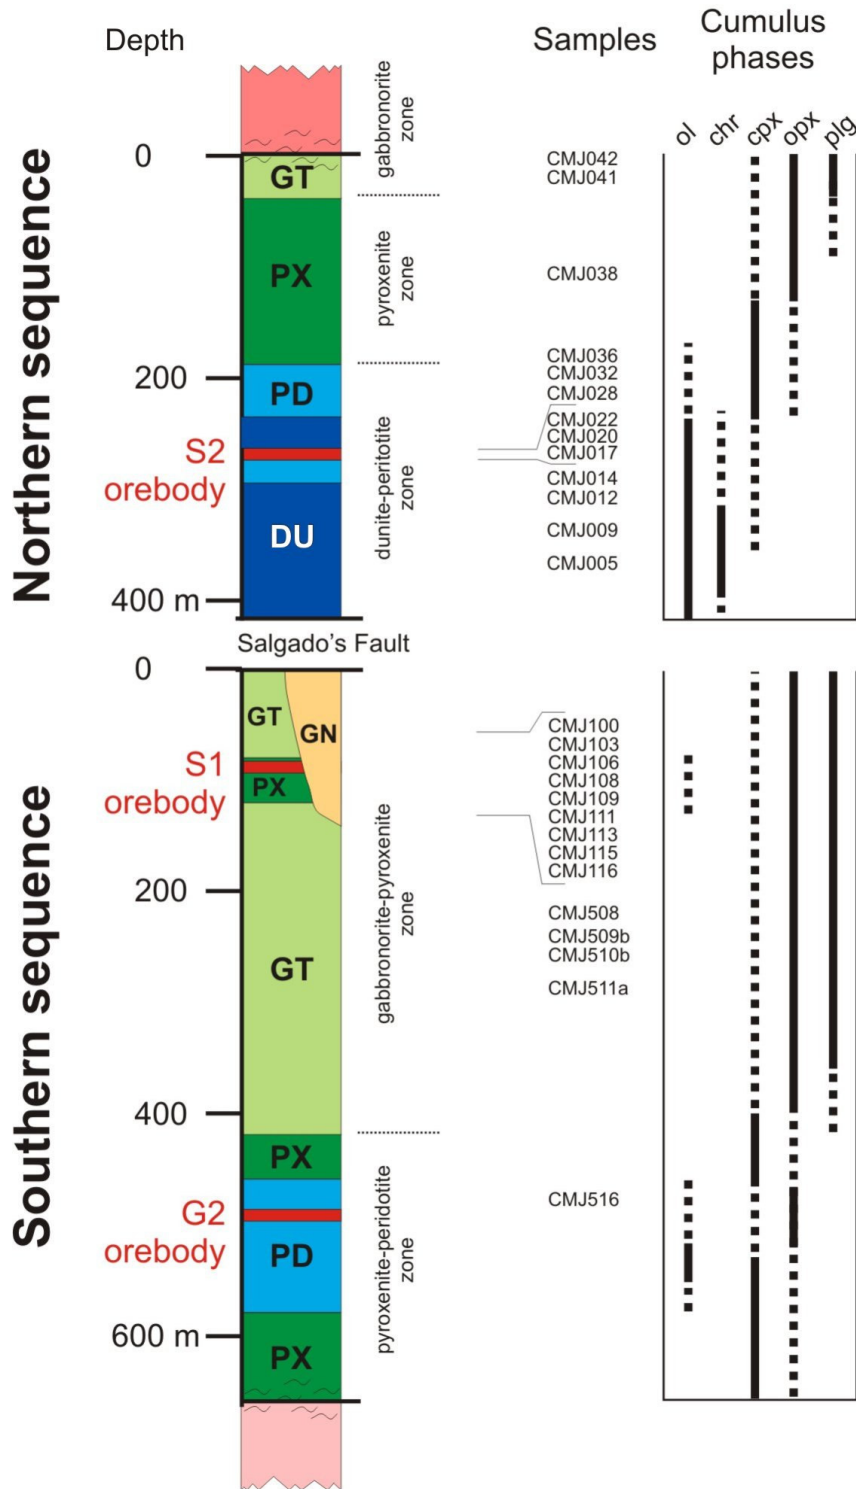 Depth
Samples
Cumulus
phases
ol
chr
cpx
opx
plg
Northern sequence
gabbronorite
zone
0
GT
CMJ042
CMJ041
PX
pyroxenite
zone
CMJ038
200
PD
CMJ036
CMJ032
CMJ028
S2
orebody
dunite-peritotite
zone
CMJ022
CMJ020
CMJ017
CMJ014
CMJ012
DU
CMJ009
CMJ005
400 m
Salgado's Fault
Southern sequence
0
GT
GN
CMJ100
CMJ103
CMJ106
CMJ108
CMJ109
CMJ111
CMJ113
CMJ115
CMJ116
S1
orebody
PX
200
gabbronorite-pyroxenite
zone
CMJ508
CMJ509b
CMJ510b
CMJ511a
GT
400
PX
G2
orebody
CMJ516
PD
pyroxenite-peridotite
zone
600 m
PX